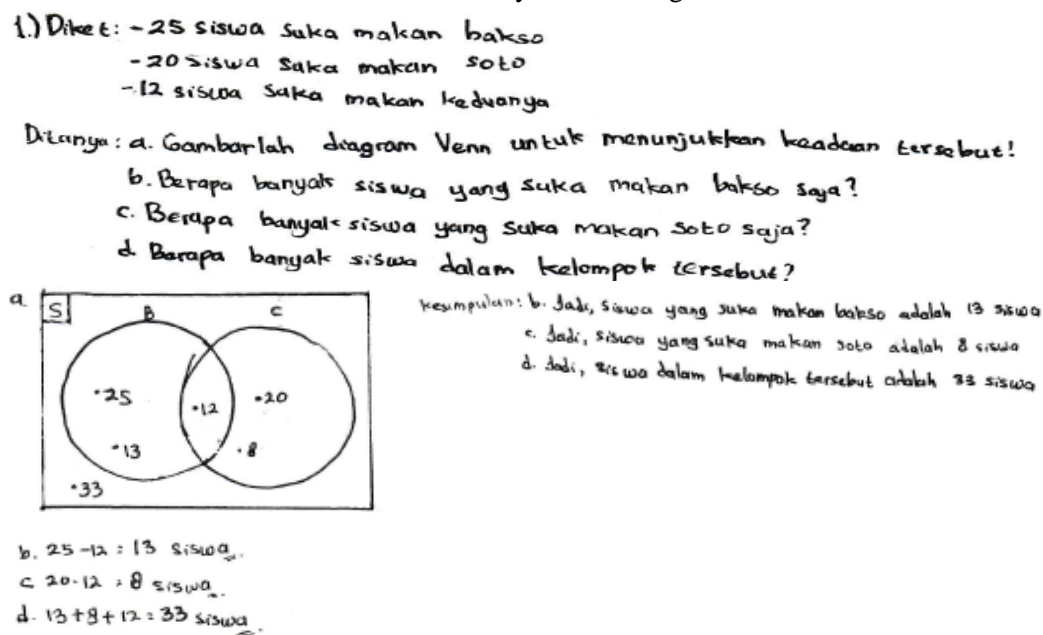 1.) Diket: - 25 siswa suka makan bakso
- 20 siswa suka makan soto
- 12 siswa suka makan keduanya
Ditanya: a. Gambarlah diagram Venn untuk menunjukkan keadaan tersebut!
b. Berapa banyak siswa yang suka makan bakso saja?
c. Berapa banyak siswa yang suka makan soto saja?
d. Berapa banyak siswa dalam kelompok tersebut?
a
S
B
C
• 25
• 12
• 20
• 13
• 8
• 33
Kesimpulan: b. Jadi, siswa yang suka makan bakso adalah 13 siswa
c. Jadi, siswa yang suka makan soto adalah 8 siswa
d. Jadi, siswa dalam kelompok tersebut adalah 33 siswa
b. 25 - 12 = 13 siswa.
c 20 - 12 = 8 siswa.
d. 13 + 8 + 12 = 33 siswa.